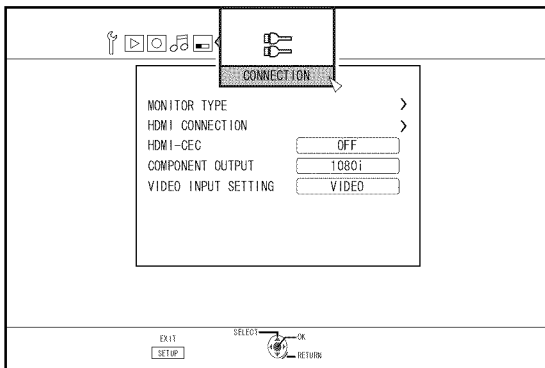 CONNECTION
MONITOR TYPE
HDMI CONNECTION
HDMI-CEC OFF
COMPONENT OUTPUT 1080i
VIDEO INPUT SETTING VIDEO
EXIT
SETUP
SELECT
OK
RETURN